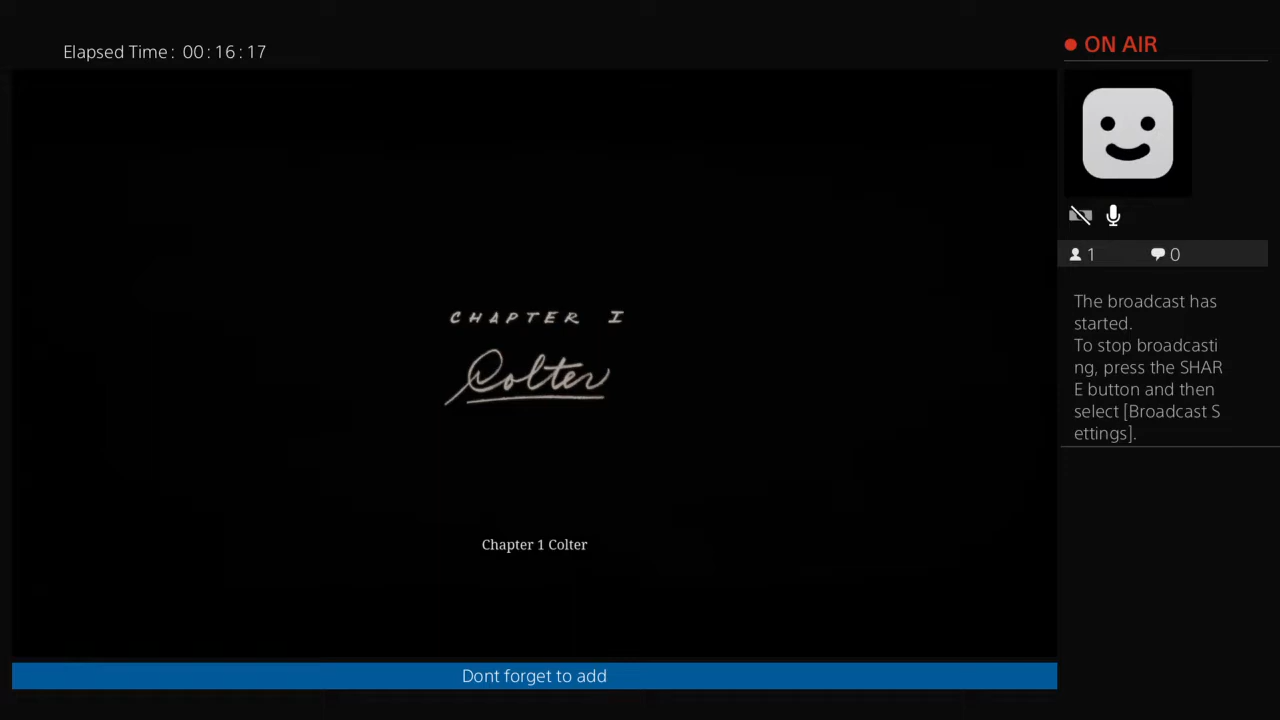 Elapsed Time: 00:16:17
ON AIR
1 0
The broadcast has
started.
To stop broadcasti
ng, press the SHAR
E button and then
select [Broadcast S
ettings].
CHAPTER I
Colter
Chapter 1 Colter
Dont forget to add